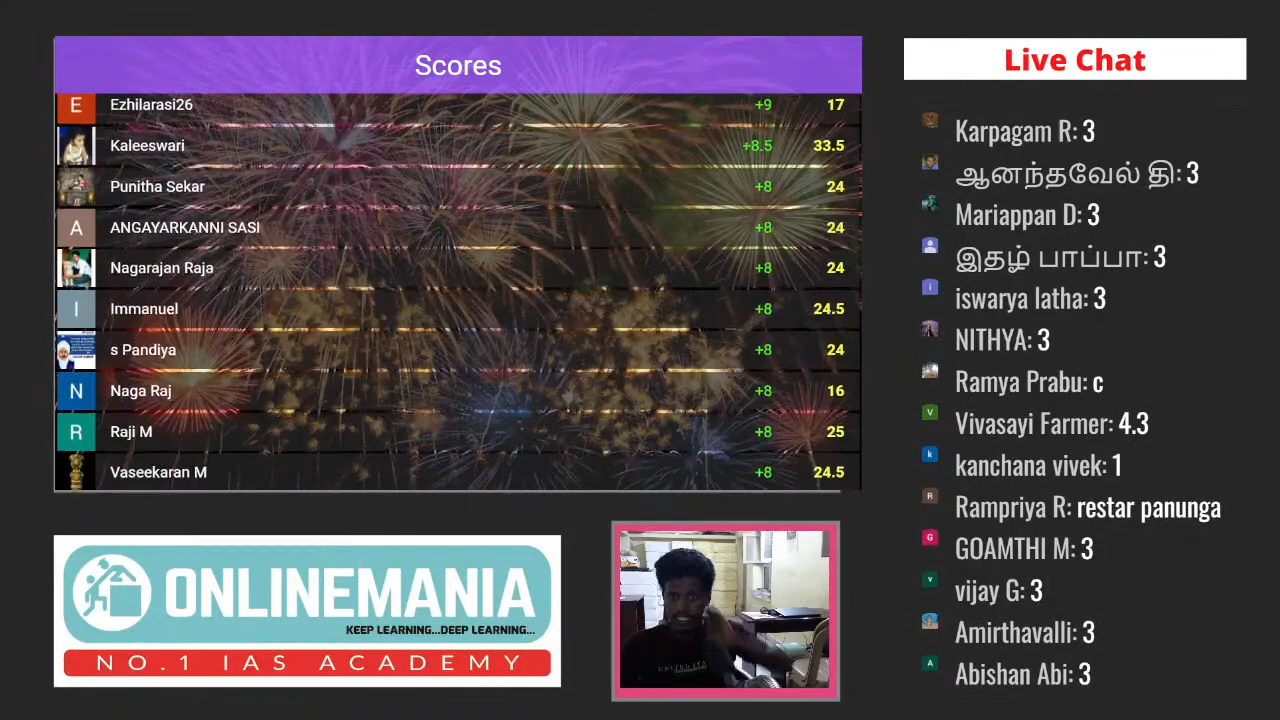 Scores
E Ezhilarasi26 +9 17
Kaleeswari +8.5 33.5
Punitha Sekar +8 24
A ANGAYARKANNI SASI +8 24
Nagarajan Raja +8 24
I Immanuel +8 24.5
s Pandiya +8 24
N Naga Raj +8 16
R Raji M +8 25
Vaseekaran M +8 24.5
ONLINEMANIA
KEEP LEARNING...DEEP LEARNING...
NO.1 IAS ACADEMY
Live Chat
Karpagam R: 3
ஆனந்தவேல் தி: 3
Mariappan D: 3
இதழ் பாப்பா: 3
i iswarya latha: 3
NITHYA: 3
Ramya Prabu: c
V Vivasayi Farmer: 4.3
k kanchana vivek: 1
R Rampriya R: restar panunga
G GOAMTHI M: 3
v vijay G: 3
Amirthavalli: 3
A Abishan Abi: 3